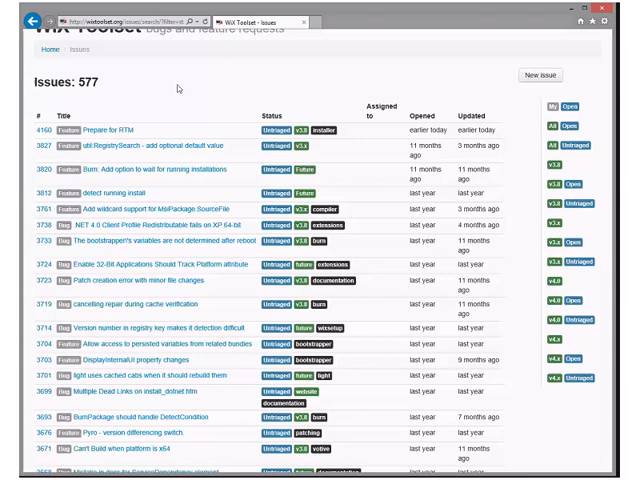 http://wixtoolset.org/issues/search/?filter=st
WiX Toolset - Issues
WiX Toolset bugs and feature requests
Home / Issues
Issues: 577
New issue
# Title Status Assigned to Opened Updated
4160 Feature Prepare for RTM Untriaged v3.8 installer earlier today earlier today
3827 Feature util:RegistrySearch - add optional default value Untriaged v3.x 11 months ago 3 months ago
3820 Feature Burn: Add option to wait for running installations Untriaged Future 11 months ago 11 months ago
3812 Feature detect running install Untriaged Future last year last year
3761 Feature Add wildcard support for MsiPackage.SourceFile Untriaged v3.x compiler last year 3 months ago
3738 Bug .NET 4.0 Client Profile Redistributable fails on XP 64-bit Untriaged v3.8 extensions last year 4 months ago
3733 Bug The bootstrapper's variables are not determined after reboot Untriaged v3.8 burn last year 11 months ago
3724 Bug Enable 32-Bit Applications Should Track Platform attribute Untriaged future extensions last year last year
3723 Bug Patch creation error with minor file changes Untriaged v3.8 documentation last year 11 months ago
3719 Bug cancelling repair during cache verification Untriaged v3.8 burn last year 11 months ago
3714 Bug Version number in registry key makes it detection difficult Untriaged future wixsetup last year last year
3704 Feature Allow access to persisted variables from related bundles Untriaged bootstrapper last year last year
3703 Feature DisplayInternalUI property changes Untriaged bootstrapper last year 9 months ago
3701 Bug light uses cached cabs when it should rebuild them Untriaged future light last year last year
3699 Bug Multiple Dead Links on install_dotnet.htm Untriaged website documentation last year last year
3693 Bug BurnPackage should handle DetectCondition Untriaged v3.8 burn last year 7 months ago
3676 Feature Pyro - version differencing switch. Untriaged patching last year last year
3671 Bug Can't Build when platform is x64 Untriaged v3.8 votive last year 11 months ago
My Open
All Open
All Untriaged
v3.8
v3.8 Open
v3.8 Untriaged
v3.x
v3.x Open
v3.x Untriaged
v4.0
v4.0 Open
v4.0 Untriaged
v4.x
v4.x Open
v4.x Untriaged